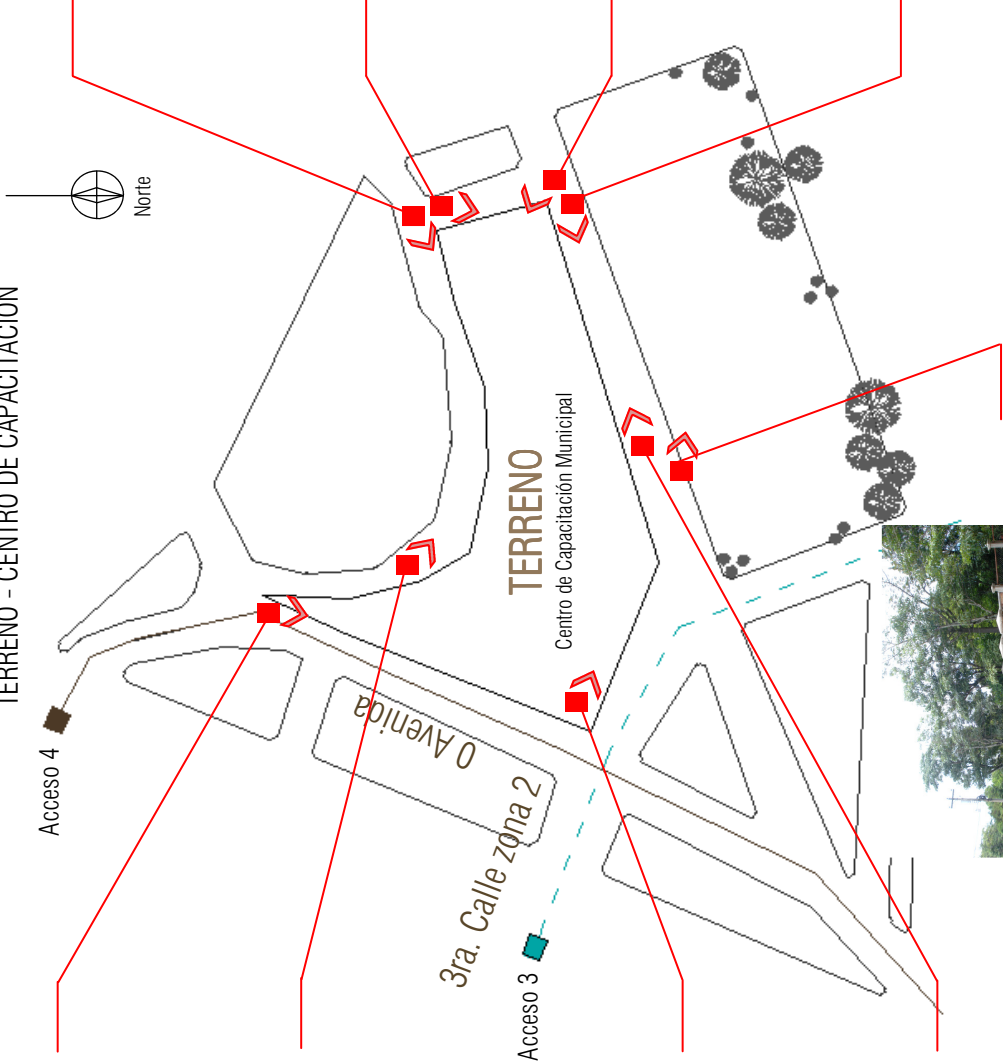 TERRENO - CENTRO DE CAPACITACIÓN
Norte
Acceso 4
0 Avenida
3ra. Calle zona 2
Acceso 3
TERRENO
Centro de Capacitación Municipal